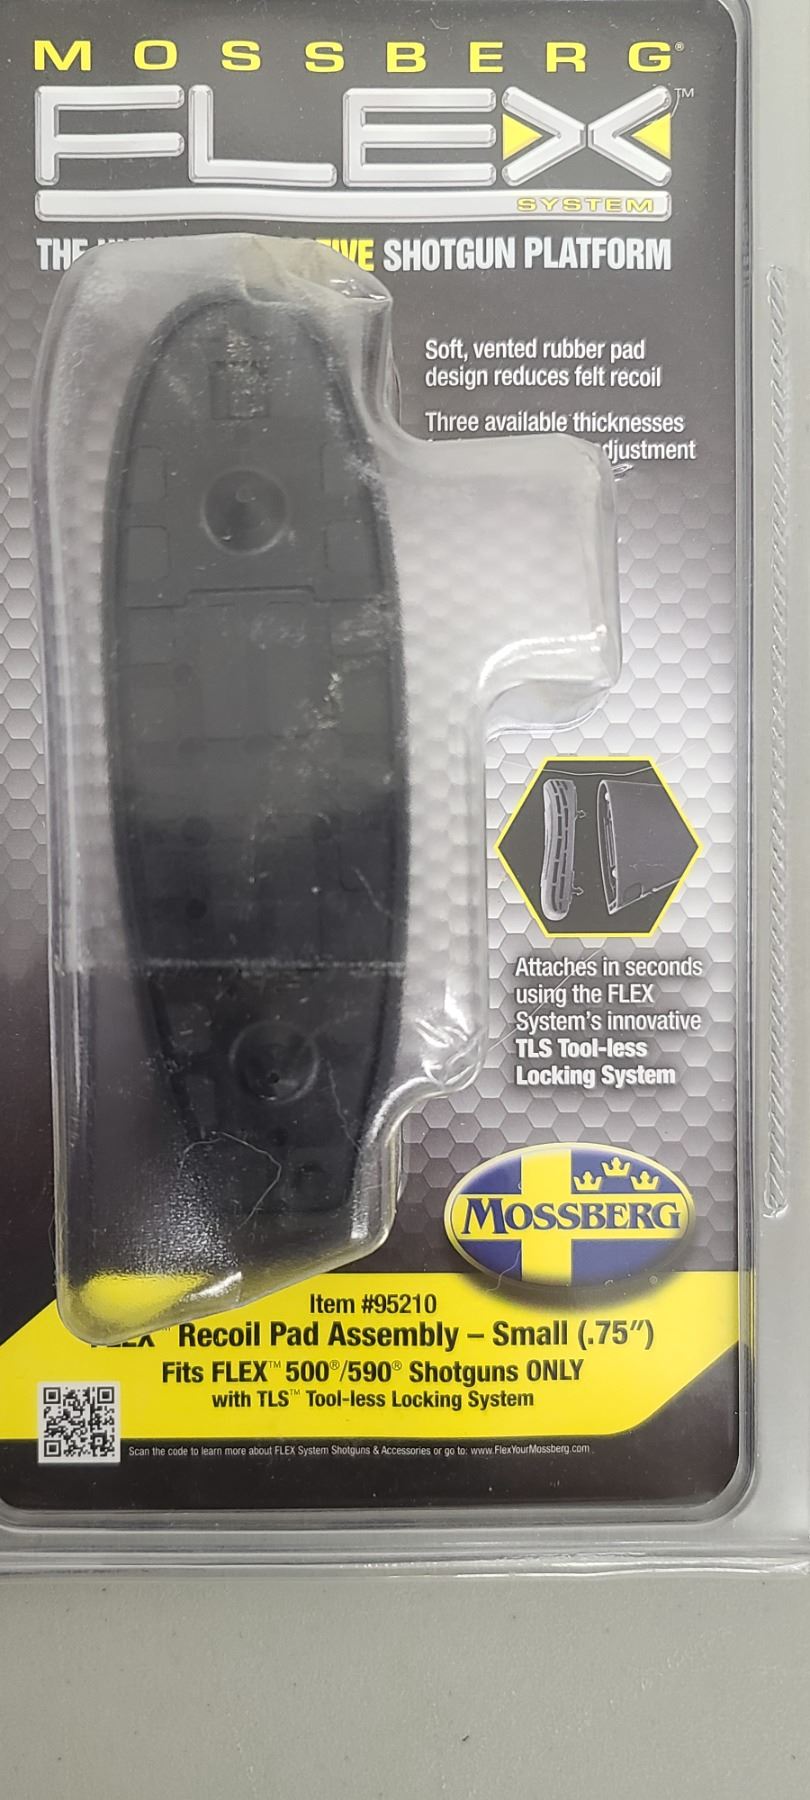 MOSSBERG®
FLEX™
SYSTEM
THE SHOTGUN PLATFORM
Soft, vented rubber pad
design reduces felt recoil
Three available thicknesses
Attaches in seconds
using the FLEX
System's innovative
TLS Tool-less
Locking System
MOSSBERG
Item #95210
FLEX™ Recoil Pad Assembly – Small (.75″)
Fits FLEX™ 500®/590® Shotguns ONLY
with TLS™ Tool-less Locking System
Scan the code to learn more about FLEX System Shotguns & Accessories or go to: www.FlexYourMossberg.com